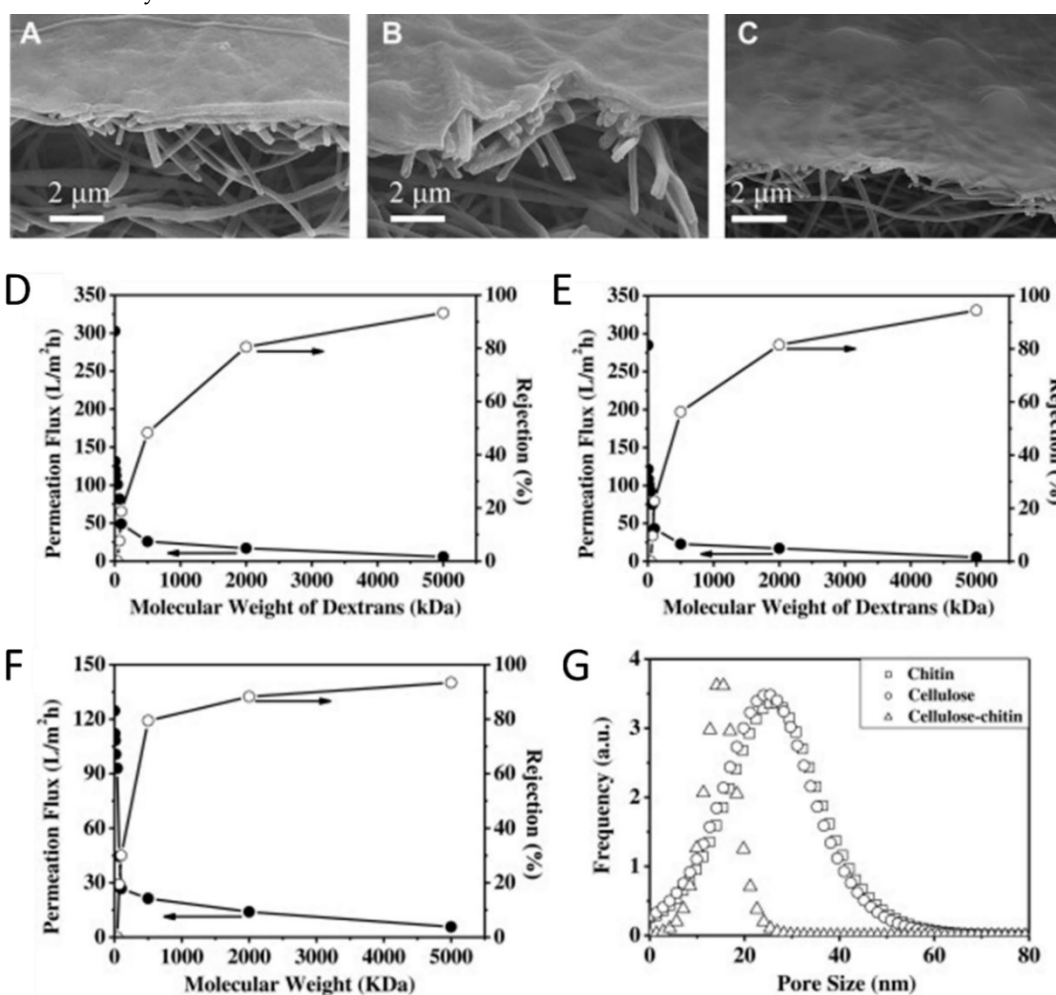 A
B
C
2 μm
2 μm
2 μm
D
350
300
250
200
150
100
50
0
Permeation Flux (L/m²h)
100
80
60
40
20
0
Rejection (%)
0 1000 2000 3000 4000 5000
Molecular Weight of Dextrans (kDa)
E
350
300
250
200
150
100
50
0
Permeation Flux (L/m²h)
100
80
60
40
20
0
0 1000 2000 3000 4000 5000
Molecular Weight of Dextrans (kDa)
F
150
120
90
60
30
0
Permeation Flux (L/m²h)
100
80
60
40
20
0
Rejection (%)
0 1000 2000 3000 4000 5000
Molecular Weight (KDa)
G
4
3
2
1
0
Frequency (a.u.)
Chitin
Cellulose
Cellulose-chitin
0 20 40 60 80
Pore Size (nm)